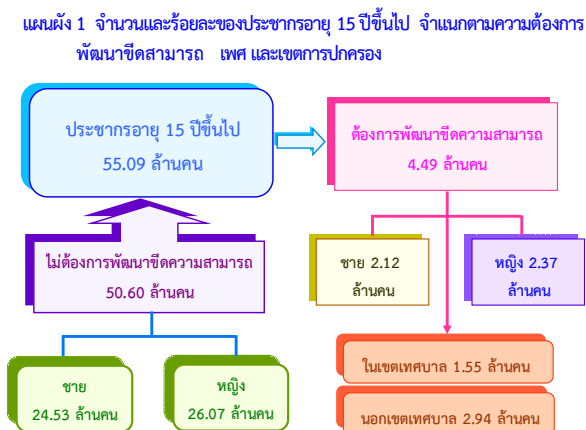 แผนผัง 1 จำนวนและร้อยละของประชากรอายุ 15 ปีขึ้นไป จำแนกตามความต้องการ
พัฒนาขีดสามารถ เพศ และเขตการปกครอง
ประชากรอายุ 15 ปีขึ้นไป
55.09 ล้านคน
ต้องการพัฒนาขีดความสามารถ
4.49 ล้านคน
ไม่ต้องการพัฒนาขีดความสามารถ
50.60 ล้านคน
ชาย 2.12
ล้านคน
หญิง 2.37
ล้านคน
ชาย
24.53 ล้านคน
หญิง
26.07 ล้านคน
ในเขตเทศบาล 1.55 ล้านคน
นอกเขตเทศบาล 2.94 ล้านคน